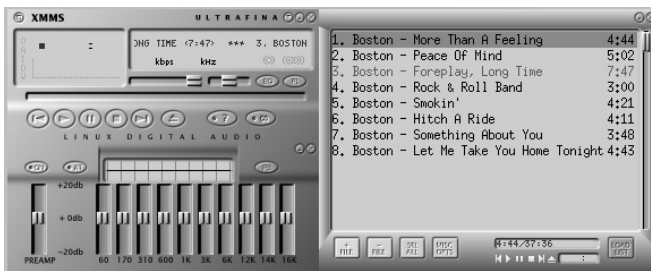 XMMS
ULTRAFINA
ONG TIME <7:47> *** 3. BOSTON
kbps kHz
EQ PL
LINUX DIGITAL AUDIO
+20db
+ 0db
-20db
PREAMP 60 170 310 600 1K 3K 6K 12K 14K 16K
1. Boston - More Than A Feeling 4:44
2. Boston - Peace Of Mind 5:02
3. Boston - Foreplay, Long Time 7:47
4. Boston - Rock & Roll Band 3:00
5. Boston - Smokin' 4:21
6. Boston - Hitch A Ride 4:11
7. Boston - Something About You 3:48
8. Boston - Let Me Take You Home Tonight 4:43
+ FILE
- FILE
SEL ALL
MISC OPTS
4:44/37:36
LOAD LIST